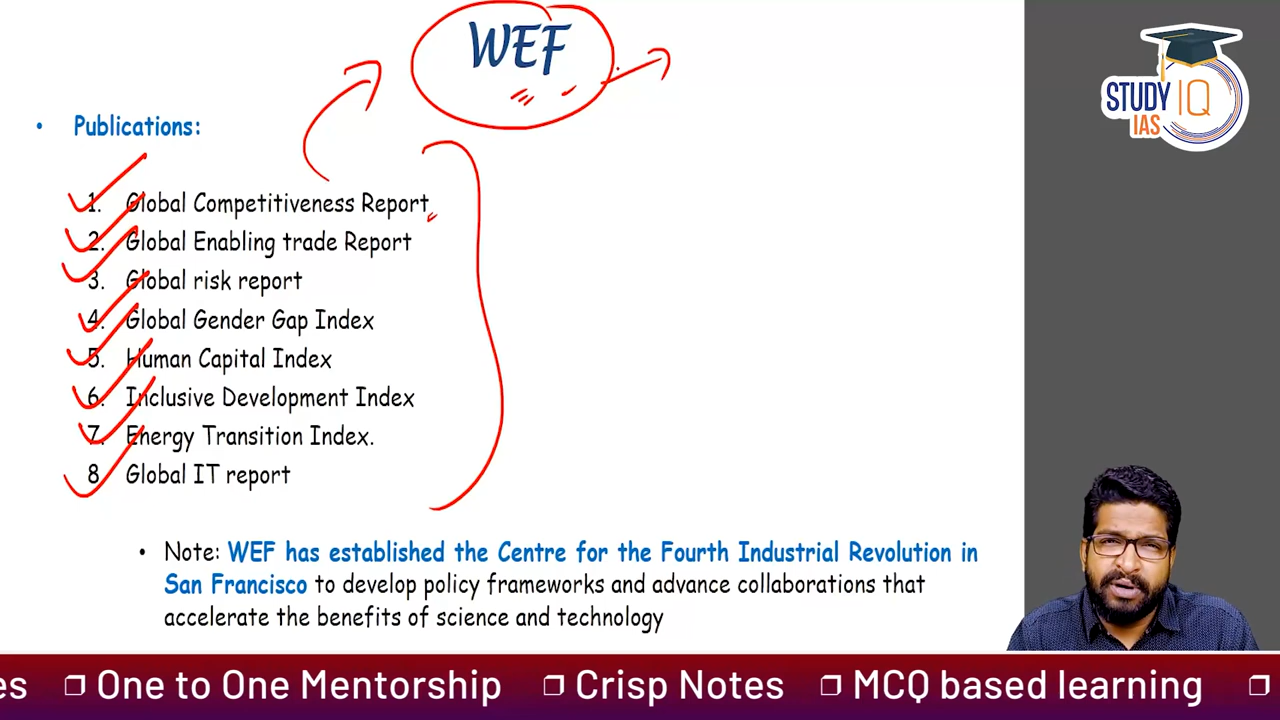 WEF
STUDY IQ
IAS
• Publications:
1. Global Competitiveness Report
2. Global Enabling trade Report
3. Global risk report
4. Global Gender Gap Index
5. Human Capital Index
6. Inclusive Development Index
7. Energy Transition Index.
8 Global IT report
• Note: WEF has established the Centre for the Fourth Industrial Revolution in
San Francisco to develop policy frameworks and advance collaborations that
accelerate the benefits of science and technology
es ❐ One to One Mentorship ❐ Crisp Notes ❐ MCQ based learning ❐